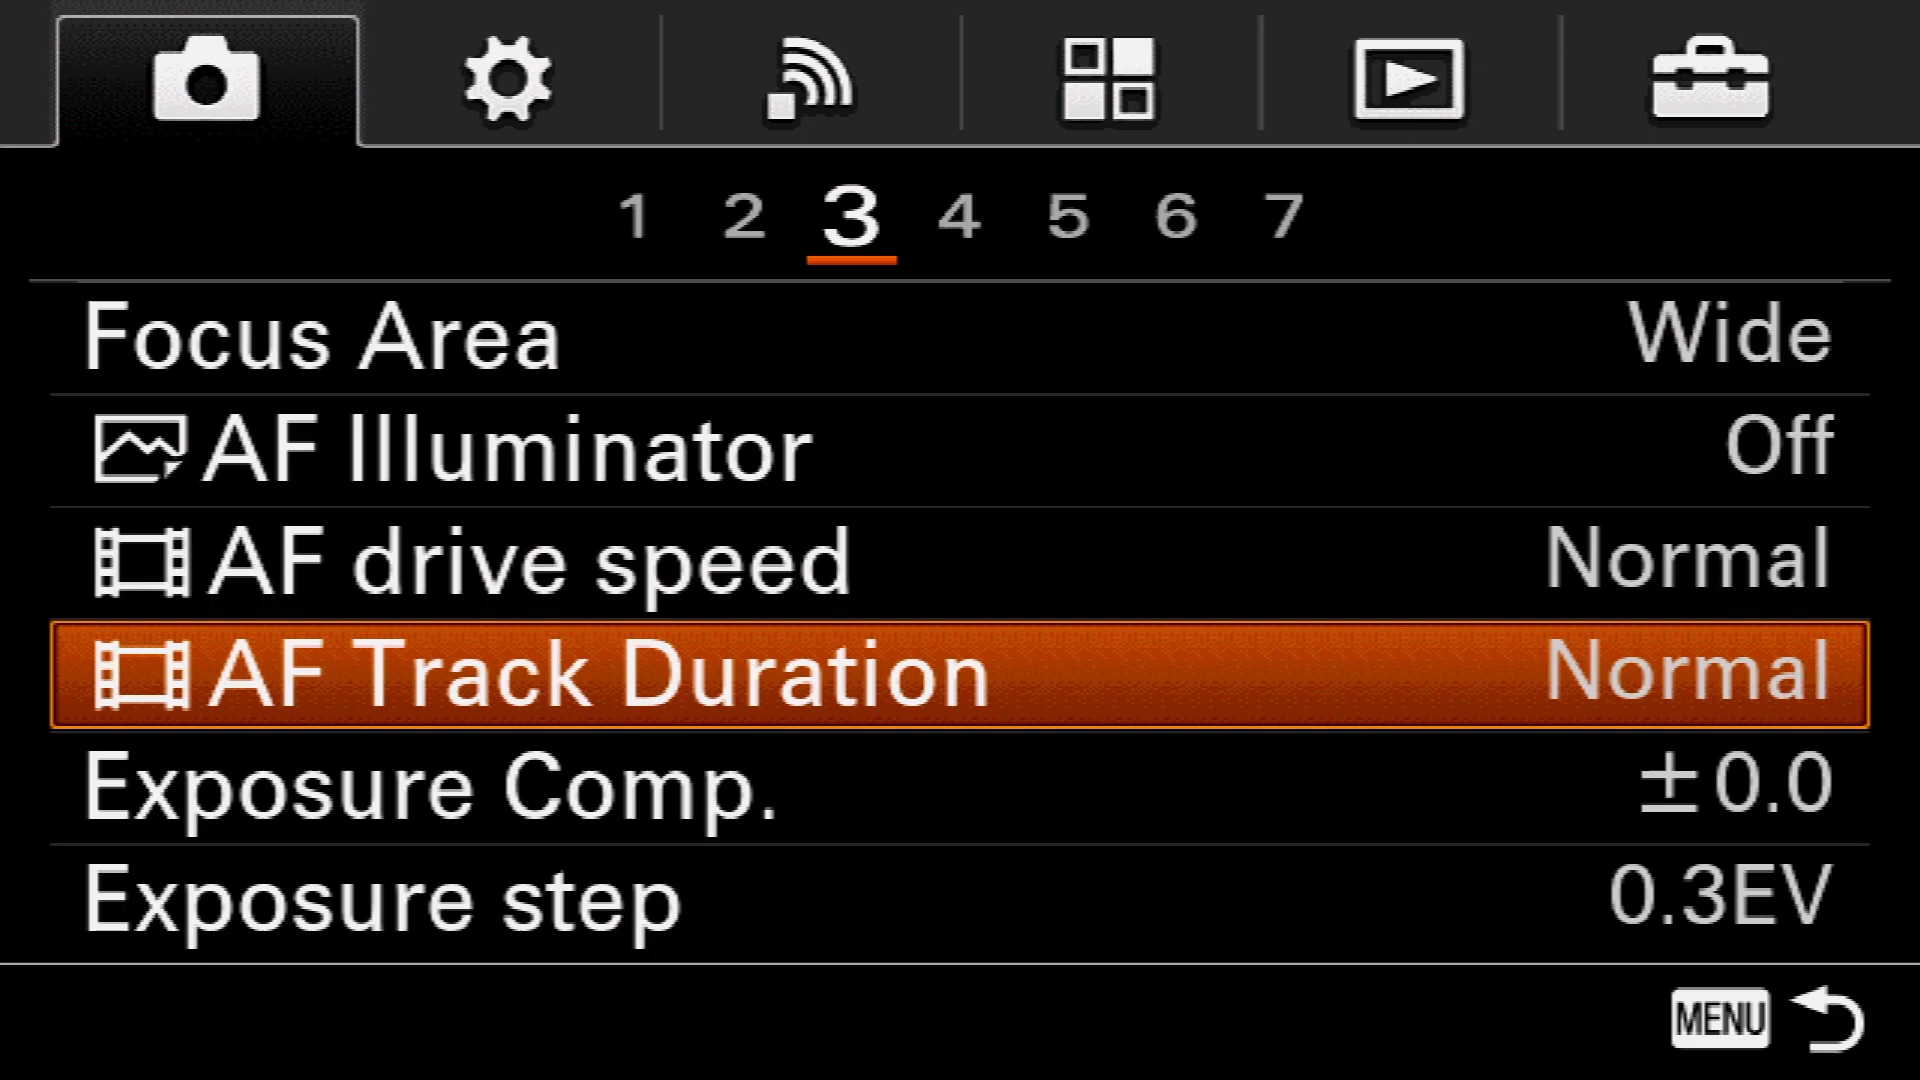 1 2 3 4 5 6 7
Focus Area Wide
AF Illuminator Off
AF drive speed Normal
AF Track Duration Normal
Exposure Comp. ±0.0
Exposure step 0.3EV
MENU